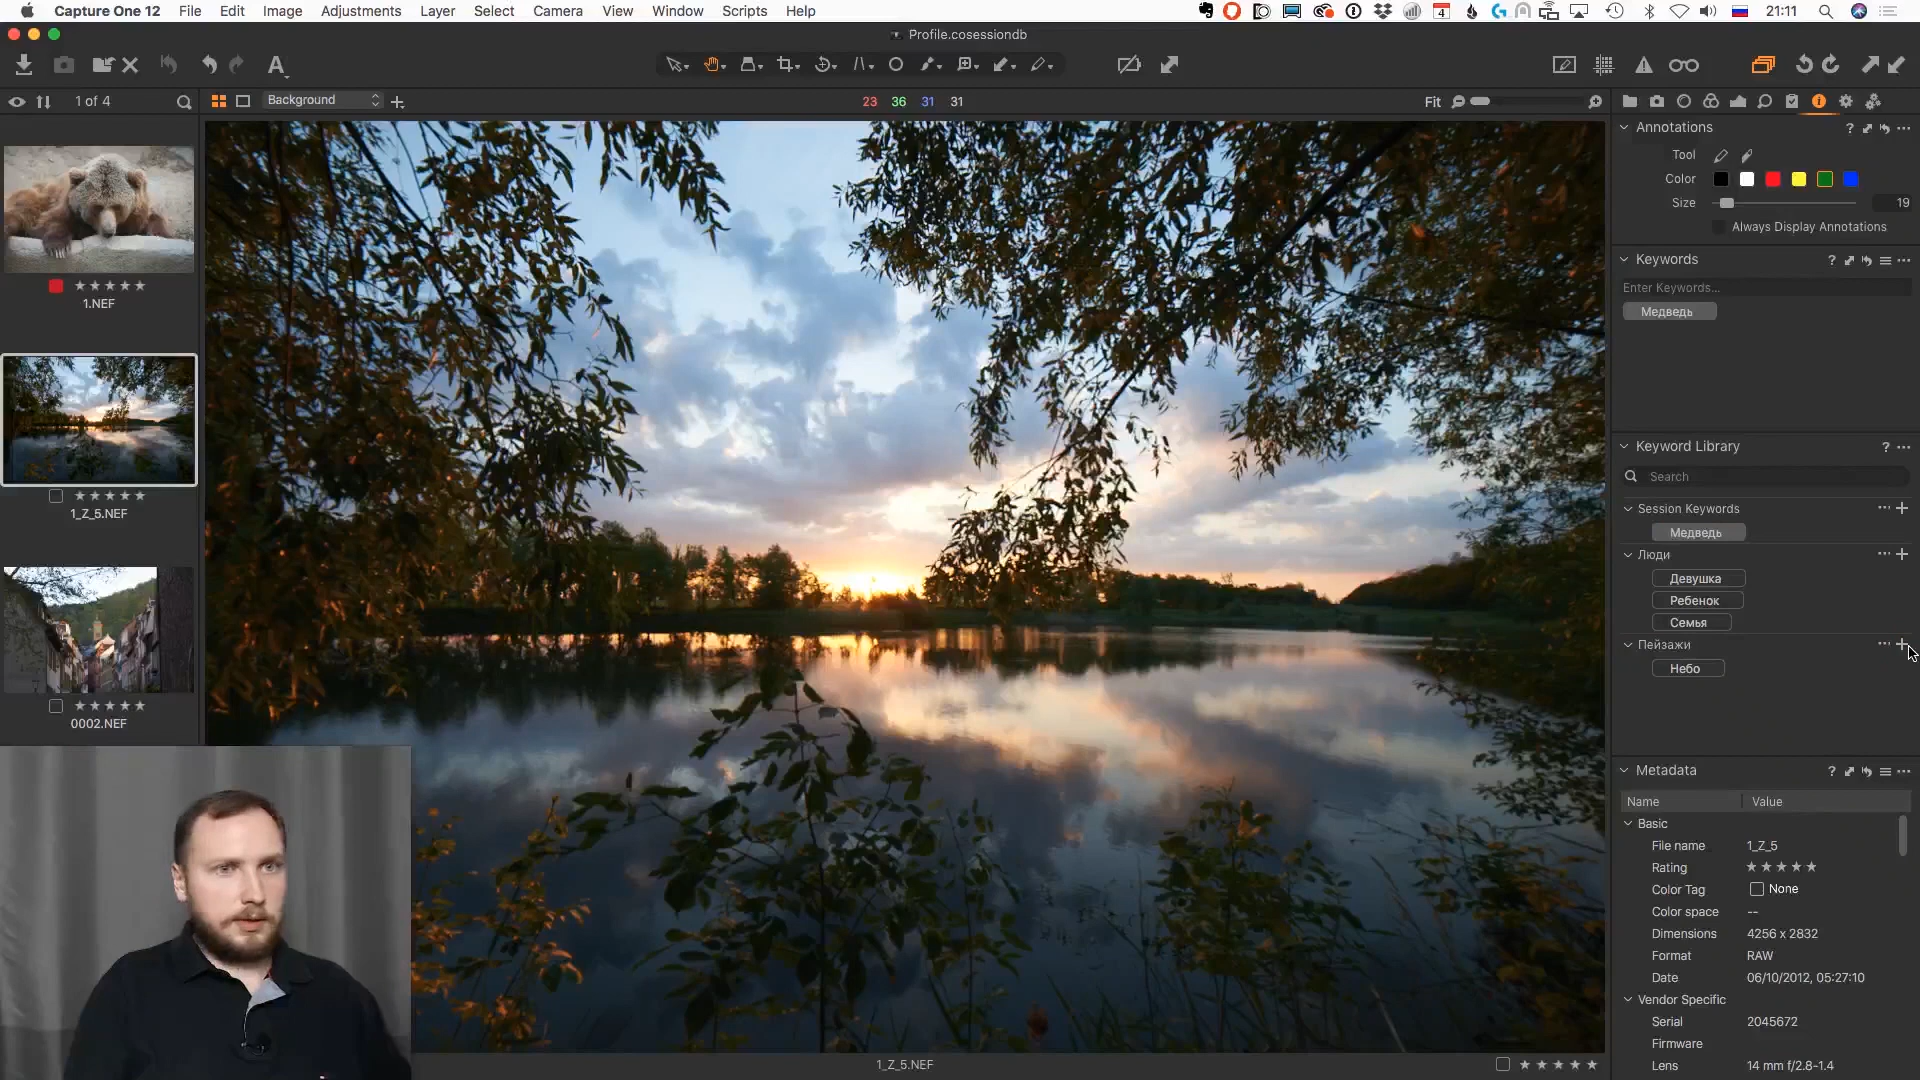 Capture One 12 File Edit Image Adjustments Layer Select Camera View Window Scripts Help 4 21:11
Profile.cosessiondb
A
1 of 4 Background 23 36 31 31 Fit
1.NEF
1_Z_5.NEF
0002.NEF
1_Z_5.NEF
Annotations ?
Tool
Color
Size 19
Always Display Annotations
Keywords ?
Enter Keywords...
Медведь
Keyword Library ?
Search
Session Keywords
Медведь
Люди
Девушка
Ребенок
Семья
Пейзажи
Небо
Metadata ?
Name Value
Basic
File name 1_Z_5
Rating
Color Tag None
Color space --
Dimensions 4256 x 2832
Format RAW
Date 06/10/2012, 05:27:10
Vendor Specific
Serial 2045672
Firmware
Lens 14 mm f/2.8-1.4